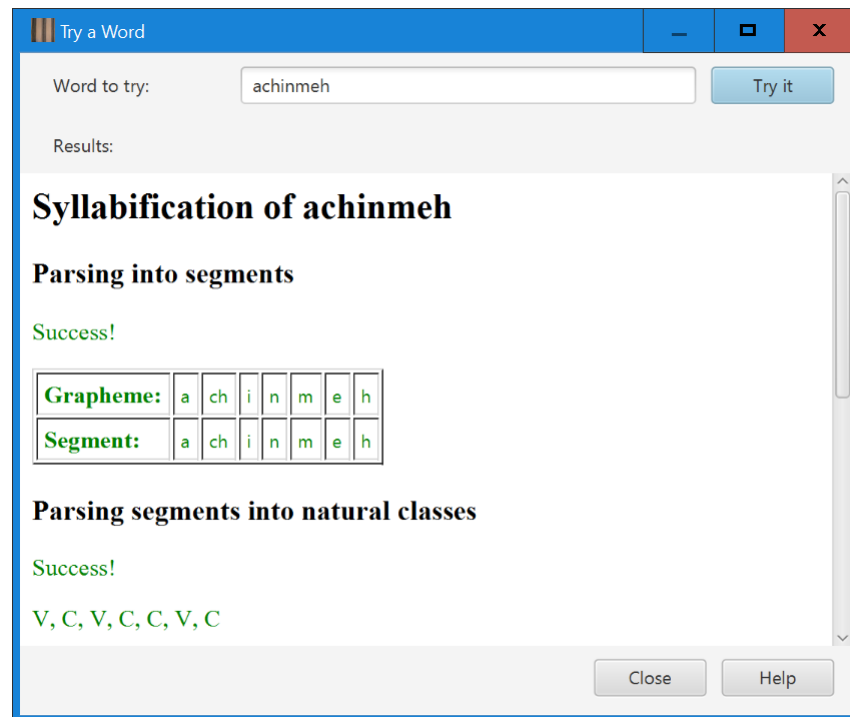 Try a Word
Word to try: achinmeh Try it
Results:
Syllabification of achinmeh
Parsing into segments
Success!
Grapheme: a ch i n m e h
Segment: a ch i n m e h
Parsing segments into natural classes
Success!
V, C, V, C, C, V, C
Close Help